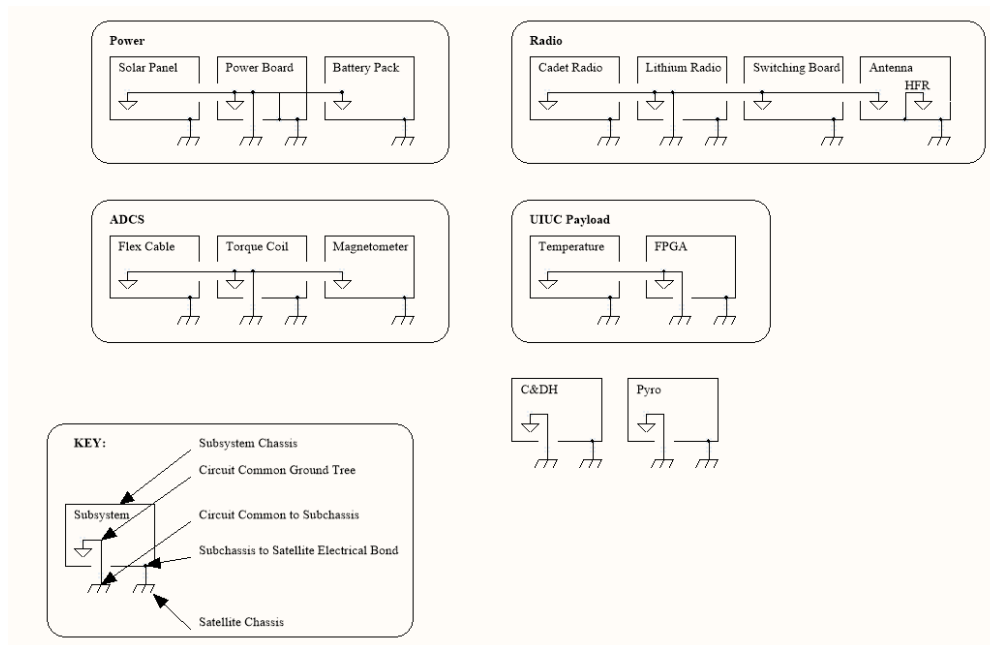 Power
Solar Panel
Power Board
Battery Pack
Radio
Cadet Radio
Lithium Radio
Switching Board
Antenna
HFR
ADCS
Flex Cable
Torque Coil
Magnetometer
UIUC Payload
Temperature
FPGA
C&DH
Pyro
KEY:
Subsystem Chassis
Circuit Common Ground Tree
Subsystem
Circuit Common to Subchassis
Subchassis to Satellite Electrical Bond
Satellite Chassis